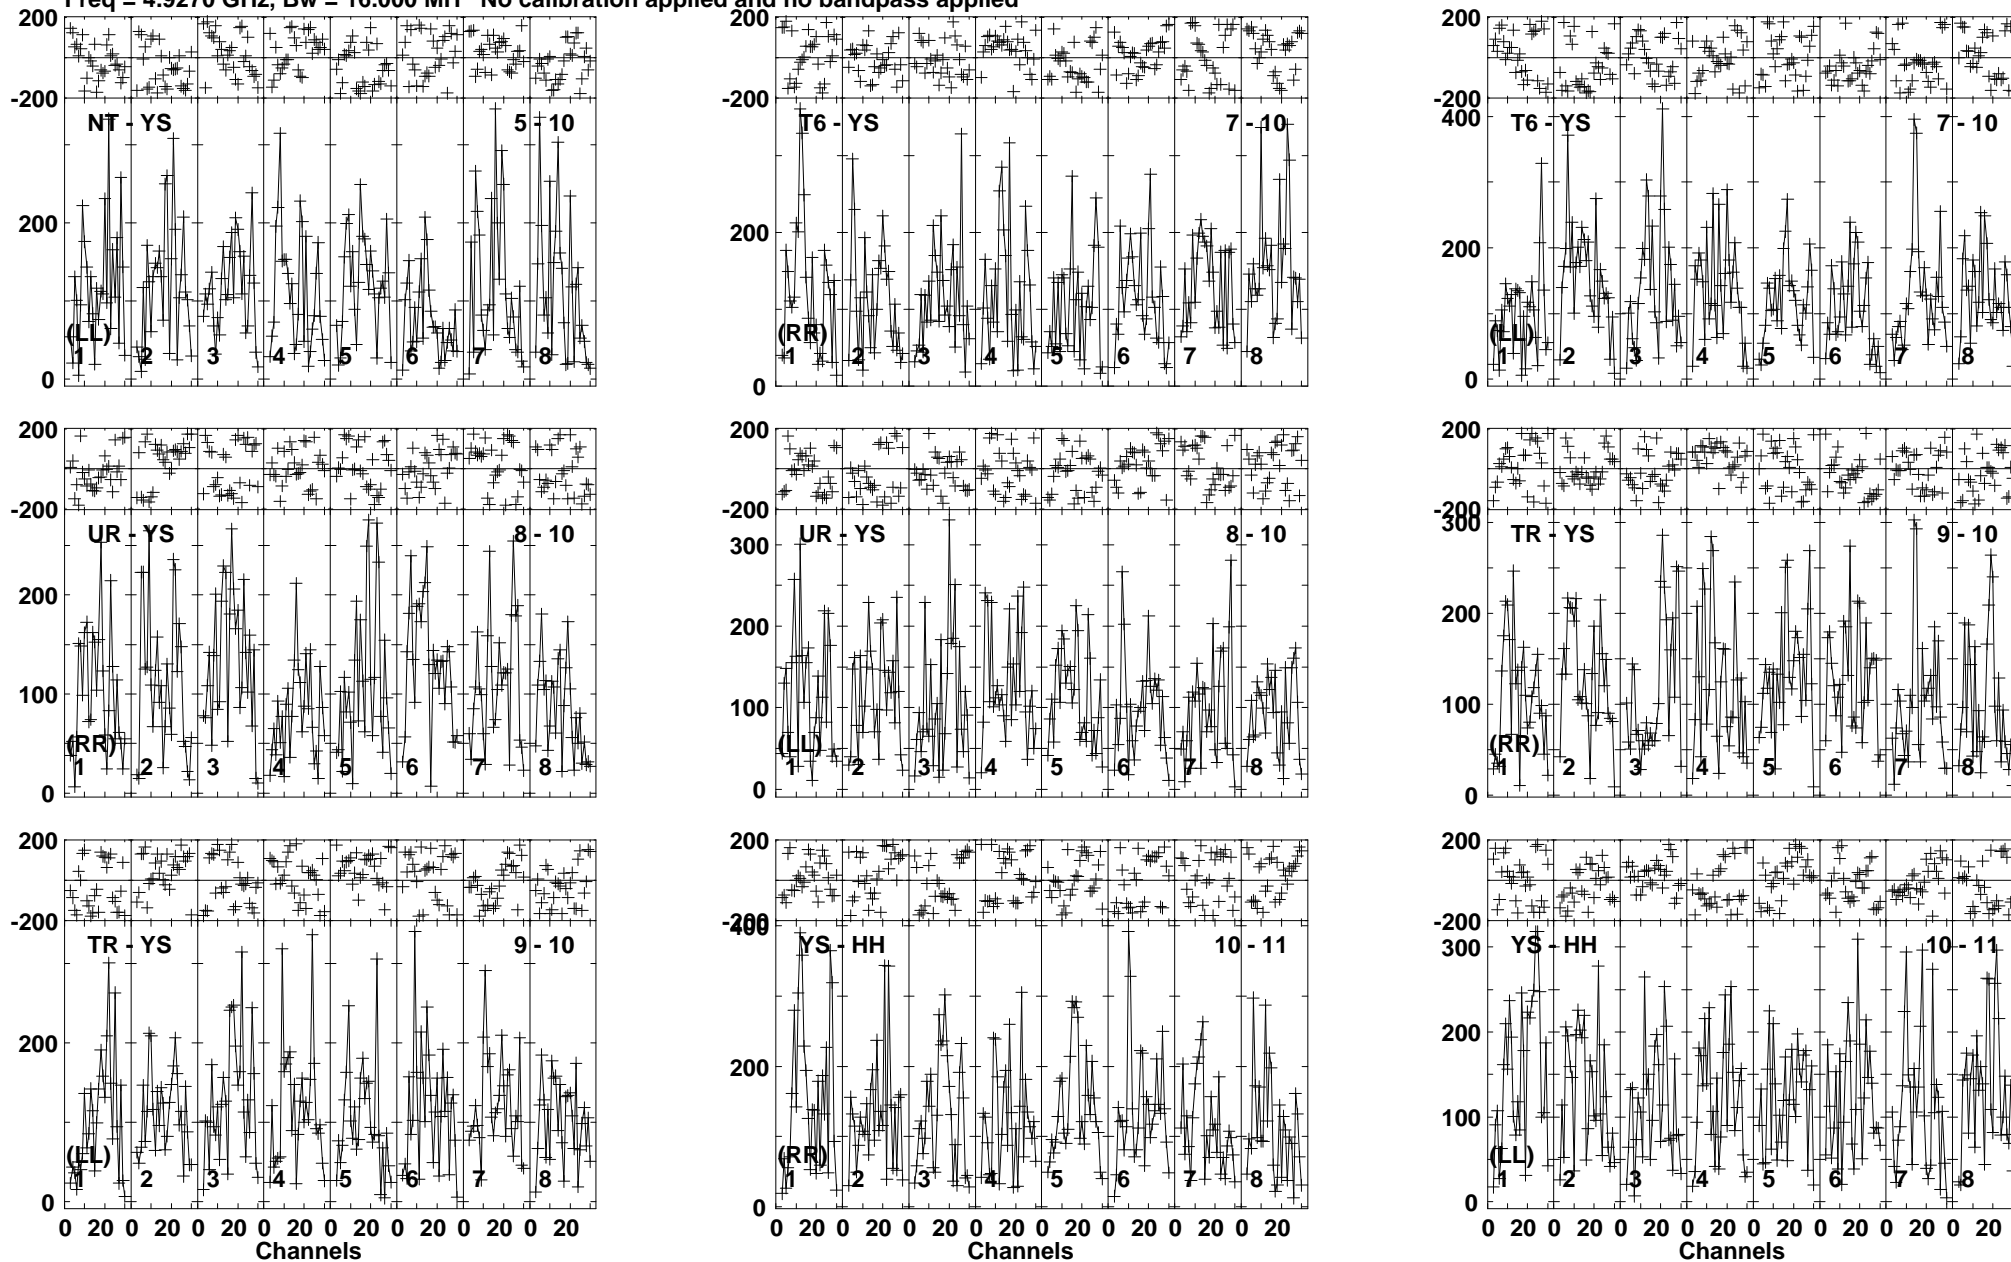 Freq = 4.9270 GHz, Bw = 16.000 MH No calibration applied and no bandpass applied
200 200 200
-200 -200 -200
NT - YS 5 - 10 T6 - YS 7 - 10 400 T6 - YS 7 - 10
200 200 200
(LL) (RR) (LL)
1 2 3 4 5 6 7 8 1 2 3 4 5 6 7 8 1 2 3 4 5 6 7 8
0 0 0
200 200 200
-200 -200 -200
UR - YS 8 - 10 300 UR - YS 8 - 10 300 TR - YS 9 - 10
200 200 200
100 100 100
(RR) (LL) (RR)
1 2 3 4 5 6 7 8 1 2 3 4 5 6 7 8 1 2 3 4 5 6 7 8
0 0 0
200 200 200
-200 -200 -200
TR - YS 9 - 10 400 YS - HH 10 - 11 300 YS - HH 10 - 11
200 200 200
100
(LL) (RR) (LL)
1 2 3 4 5 6 7 8 1 2 3 4 5 6 7 8 1 2 3 4 5 6 7 8
0 0 0
0 20 0 20 0 20 0 20 0 20 0 20 0 20 0 20 0 20 0 20 0 20 0 20 0 20 0 20 0 20 0 20 0 20 0 20 0 20 0 20 0 20 0 20 0 20 0 20
Channels Channels Channels